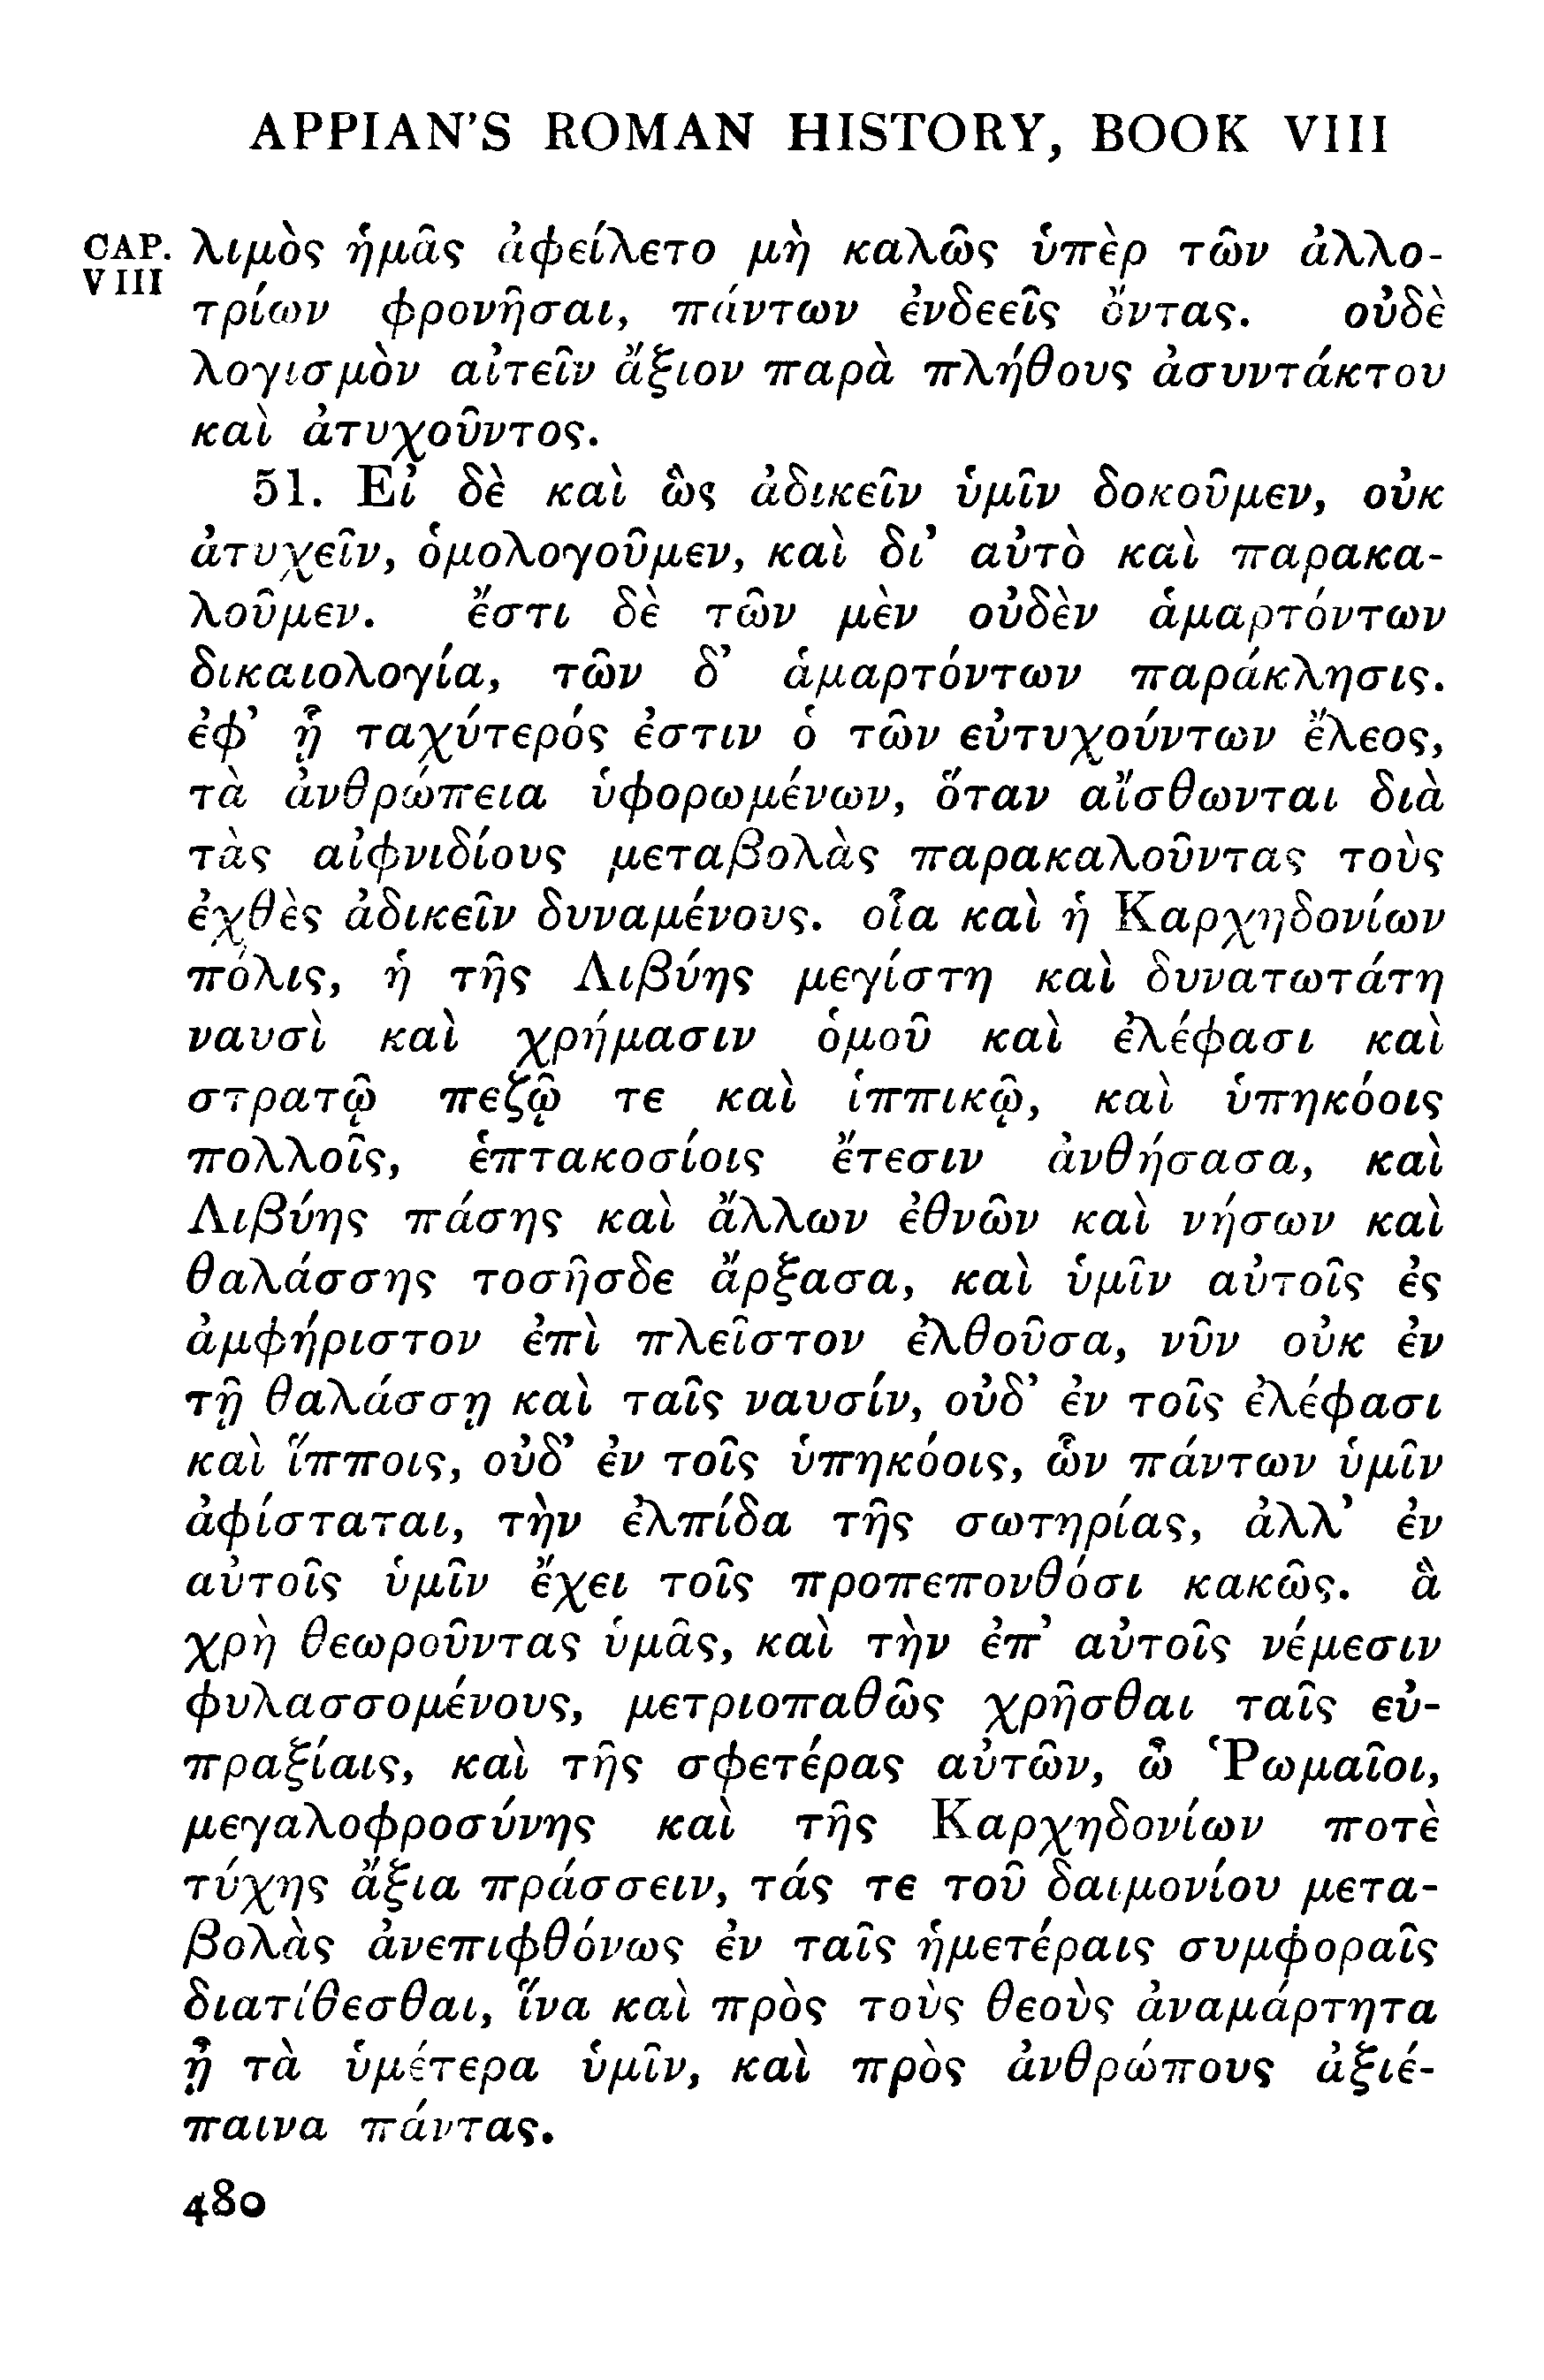 APPIAN'S ROMAN HISTORY, BOOK VIII
CAP. VIII
λιμὸς ἡμᾶς ἀφείλετο μὴ καλῶς ὑπὲρ τῶν ἀλλο-
τρίων φρονῆσαι, πάντων ἐνδεεῖς ὄντας. οὐδὲ
λογισμὸν αἰτεῖν ἄξιον παρὰ πλήθους ἀσυντάκτου
καὶ ἀτυχοῦντος.
51. Εἰ δὲ καὶ ὣς ἀδικεῖν ὑμῖν δοκοῦμεν, οὐκ
ἀτυχεῖν, ὁμολογοῦμεν, καὶ δι' αὐτὸ καὶ παρακα-
λοῦμεν. ἔστι δὲ τῶν μὲν οὐδὲν ἁμαρτόντων
δικαιολογία, τῶν δ' ἁμαρτόντων παράκλησις.
ἐφ' ᾗ ταχύτερός ἐστιν ὁ τῶν εὐτυχούντων ἔλεος,
τὰ ἀνθρώπεια ὑφορωμένων, ὅταν αἴσθωνται διὰ
τὰς αἰφνιδίους μεταβολὰς παρακαλοῦντας τοὺς
ἐχθὲς ἀδικεῖν δυναμένους. οἷα καὶ ἡ Καρχηδονίων
πόλις, ἡ τῆς Λιβύης μεγίστη καὶ δυνατωτάτη
ναυσὶ καὶ χρήμασιν ὁμοῦ καὶ ἐλέφασι καὶ
στρατῷ πεζῷ τε καὶ ἱππικῷ, καὶ ὑπηκόοις
πολλοῖς, ἑπτακοσίοις ἔτεσιν ἀνθήσασα, καὶ
Λιβύης πάσης καὶ ἄλλων ἐθνῶν καὶ νήσων καὶ
θαλάσσης τοσῆσδε ἄρξασα, καὶ ὑμῖν αὐτοῖς ἐς
ἀμφήριστον ἐπὶ πλεῖστον ἐλθοῦσα, νῦν οὐκ ἐν
τῇ θαλάσσῃ καὶ ταῖς ναυσίν, οὐδ' ἐν τοῖς ἐλέφασι
καὶ ἵπποις, οὐδ' ἐν τοῖς ὑπηκόοις, ὧν πάντων ὑμῖν
ἀφίσταται, τὴν ἐλπίδα τῆς σωτηρίας, ἀλλ' ἐν
αὐτοῖς ὑμῖν ἔχει τοῖς προπεπονθόσι κακῶς. ἃ
χρὴ θεωροῦντας ὑμᾶς, καὶ τὴν ἐπ' αὐτοῖς νέμεσιν
φυλασσομένους, μετριοπαθῶς χρῆσθαι ταῖς εὐ-
πραξίαις, καὶ τῆς σφετέρας αὐτῶν, ὦ Ῥωμαῖοι,
μεγαλοφροσύνης καὶ τῆς Καρχηδονίων ποτὲ
τύχης ἄξια πράσσειν, τάς τε τοῦ δαιμονίου μετα-
βολὰς ἀνεπιφθόνως ἐν ταῖς ἡμετέραις συμφοραῖς
διατίθεσθαι, ἵνα καὶ πρὸς τοὺς θεοὺς ἀναμάρτητα
ᾖ τὰ ὑμέτερα ὑμῖν, καὶ πρὸς ἀνθρώπους ἀξιέ-
παινα πάντας.
480